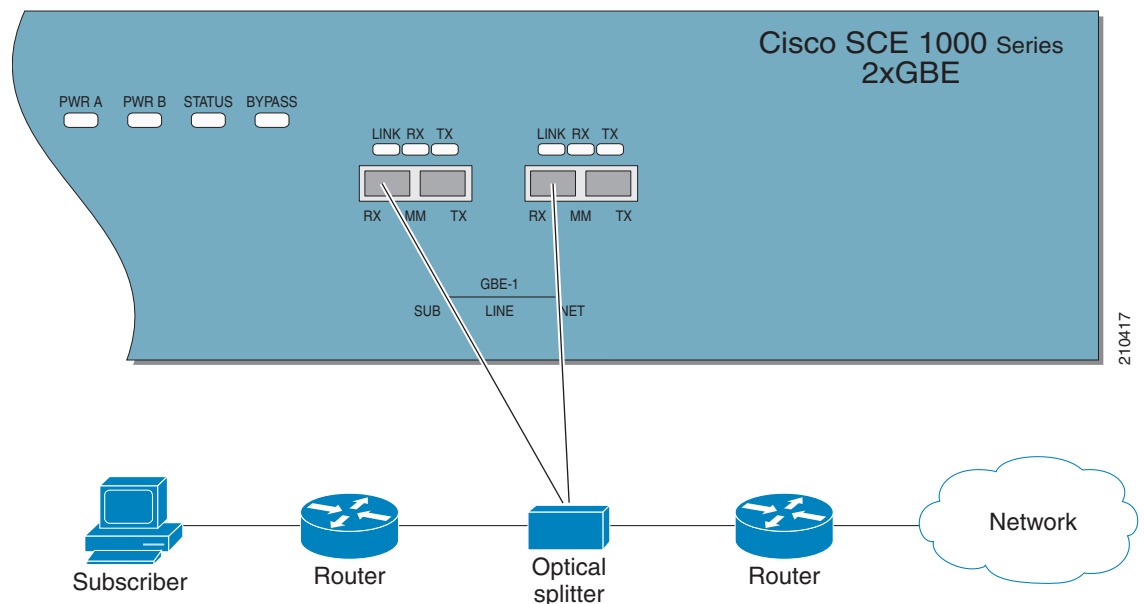 Cisco SCE 1000 Series
2xGBE
PWR A PWR B STATUS BYPASS
LINK RX TX LINK RX TX
RX MM TX RX MM TX
GBE-1
SUB LINE NET
210417
Network
Subscriber Router Optical splitter Router